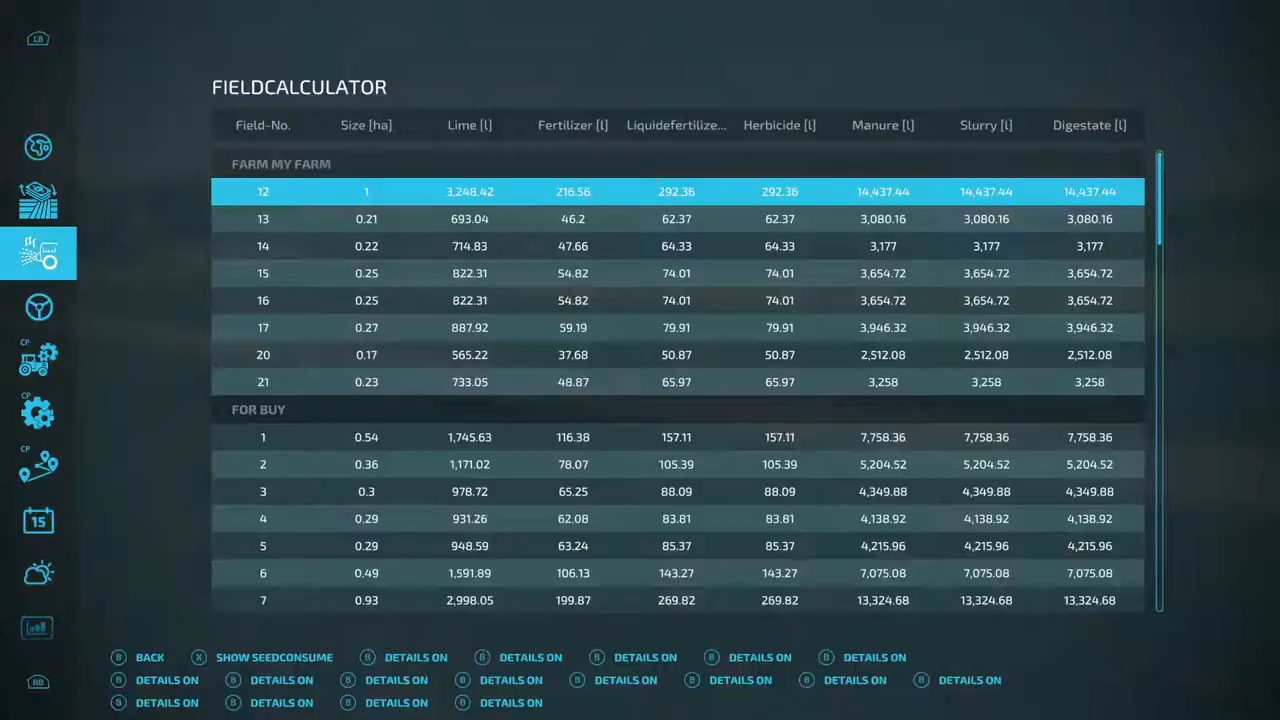 LB
FIELDCALCULATOR
Field-No. Size [ha] Lime [l] Fertilizer [l] Liquidefertilize... Herbicide [l] Manure [l] Slurry [l] Digestate [l]
FARM MY FARM
12 1 3,248.42 216.56 292.36 292.36 14,437.44 14,437.44 14,437.44
13 0.21 693.04 46.2 62.37 62.37 3,080.16 3,080.16 3,080.16
14 0.22 714.83 47.66 64.33 64.33 3,177 3,177 3,177
15 0.25 822.31 54.82 74.01 74.01 3,654.72 3,654.72 3,654.72
16 0.25 822.31 54.82 74.01 74.01 3,654.72 3,654.72 3,654.72
17 0.27 887.92 59.19 79.91 79.91 3,946.32 3,946.32 3,946.32
20 0.17 565.22 37.68 50.87 50.87 2,512.08 2,512.08 2,512.08
CP
21 0.23 733.05 48.87 65.97 65.97 3,258 3,258 3,258
CP
FOR BUY
1 0.54 1,745.63 116.38 157.11 157.11 7,758.36 7,758.36 7,758.36
CP
2 0.36 1,171.02 78.07 105.39 105.39 5,204.52 5,204.52 5,204.52
3 0.3 978.72 65.25 88.09 88.09 4,349.88 4,349.88 4,349.88
15
4 0.29 931.26 62.08 83.81 83.81 4,138.92 4,138.92 4,138.92
5 0.29 948.59 63.24 85.37 85.37 4,215.96 4,215.96 4,215.96
6 0.49 1,591.89 106.13 143.27 143.27 7,075.08 7,075.08 7,075.08
7 0.93 2,998.05 199.87 269.82 269.82 13,324.68 13,324.68 13,324.68
B BACK X SHOW SEEDCONSUME B DETAILS ON B DETAILS ON B DETAILS ON B DETAILS ON B DETAILS ON
RB
B DETAILS ON B DETAILS ON B DETAILS ON B DETAILS ON B DETAILS ON B DETAILS ON B DETAILS ON B DETAILS ON
B DETAILS ON B DETAILS ON B DETAILS ON B DETAILS ON